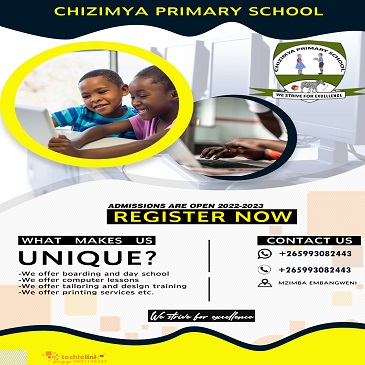 CHIZIMYA PRIMARY SCHOOL
CHIZIMYA PRIMARY SCHOOL
WE STRIVE FOR EXCELLENCE
ADMISSIONS ARE OPEN 2022-2023
REGISTER NOW
WHAT MAKES US
UNIQUE?
-We offer boarding and day school
-We offer computer lessons
-We offer tailoring and design training
-We offer printing services etc.
CONTACT US
+265993082443
+265993082443
MZIMBA EMBANGWENI
We strive for excellence
techielini